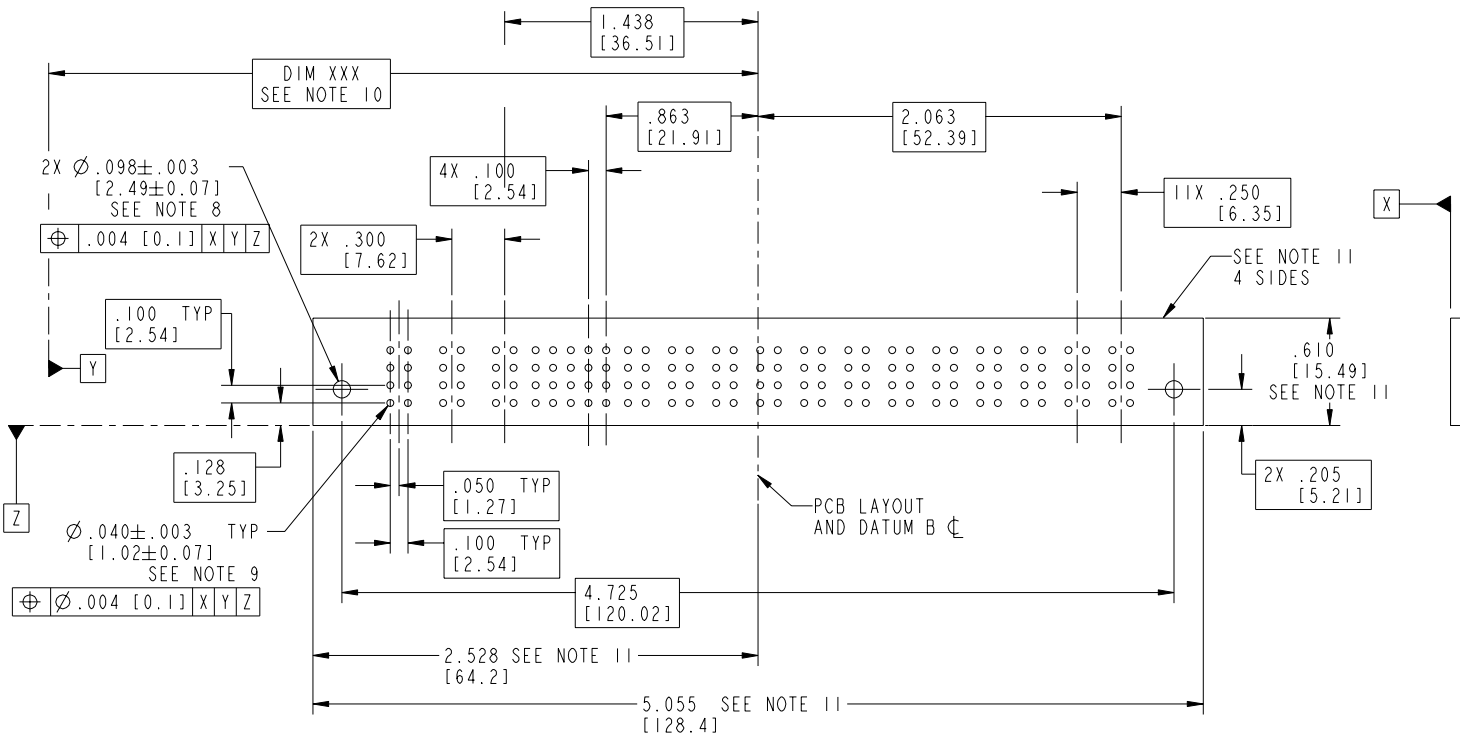 1.438
[36.51]
DIM XXX
SEE NOTE 10
.863
[21.91]
2.063
[52.39]
2X Ø .098±.003
[2.49±0.07]
SEE NOTE 8
⌖ .004 [0.1] X Y Z
4X .100
[2.54]
11X .250
[6.35]
X
2X .300
[7.62]
SEE NOTE 11
4 SIDES
.100 TYP
[2.54]
Y
.610
[15.49]
SEE NOTE 11
.128
[3.25]
.050 TYP
[1.27]
2X .205
[5.21]
Z
PCB LAYOUT
AND DATUM B ℄
Ø .040±.003 TYP
[1.02±0.07]
SEE NOTE 9
⌖ Ø .004 [0.1] X Y Z
.100 TYP
[2.54]
4.725
[120.02]
2.528 SEE NOTE 11
[64.2]
5.055 SEE NOTE 11
[128.4]